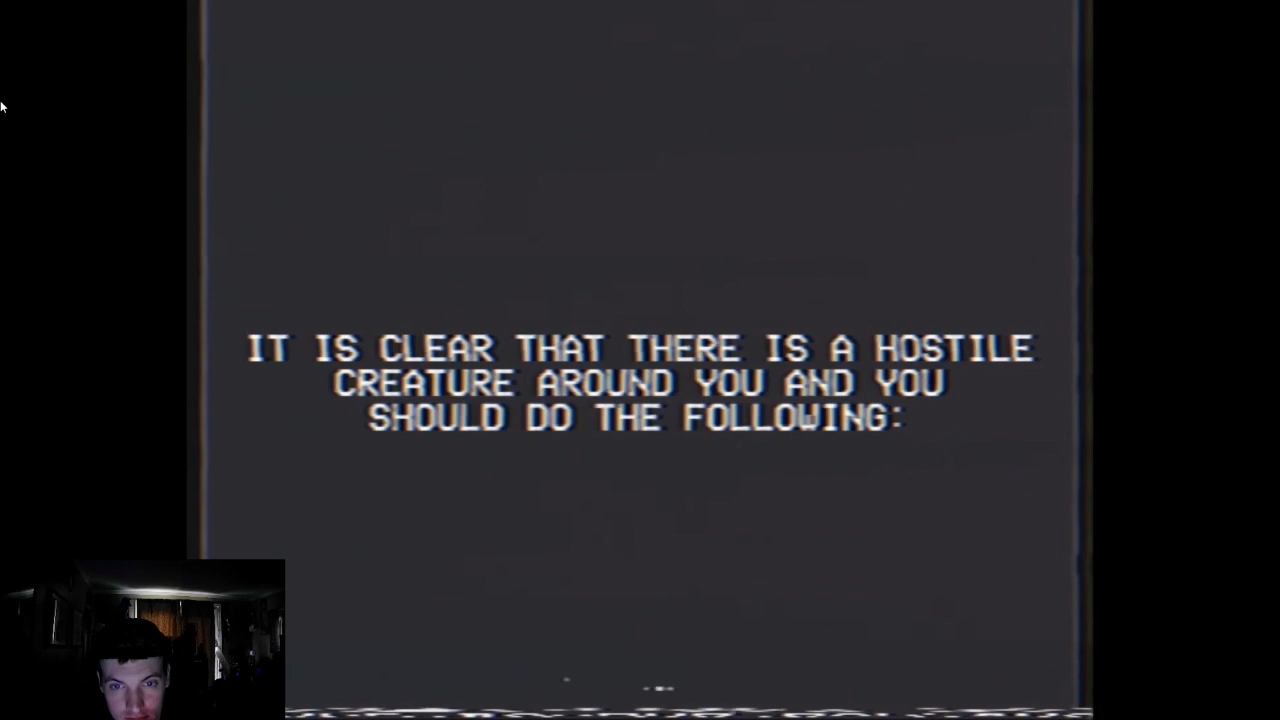 IT IS CLEAR THAT THERE IS A HOSTILE
CREATURE AROUND YOU AND YOU
SHOULD DO THE FOLLOWING: